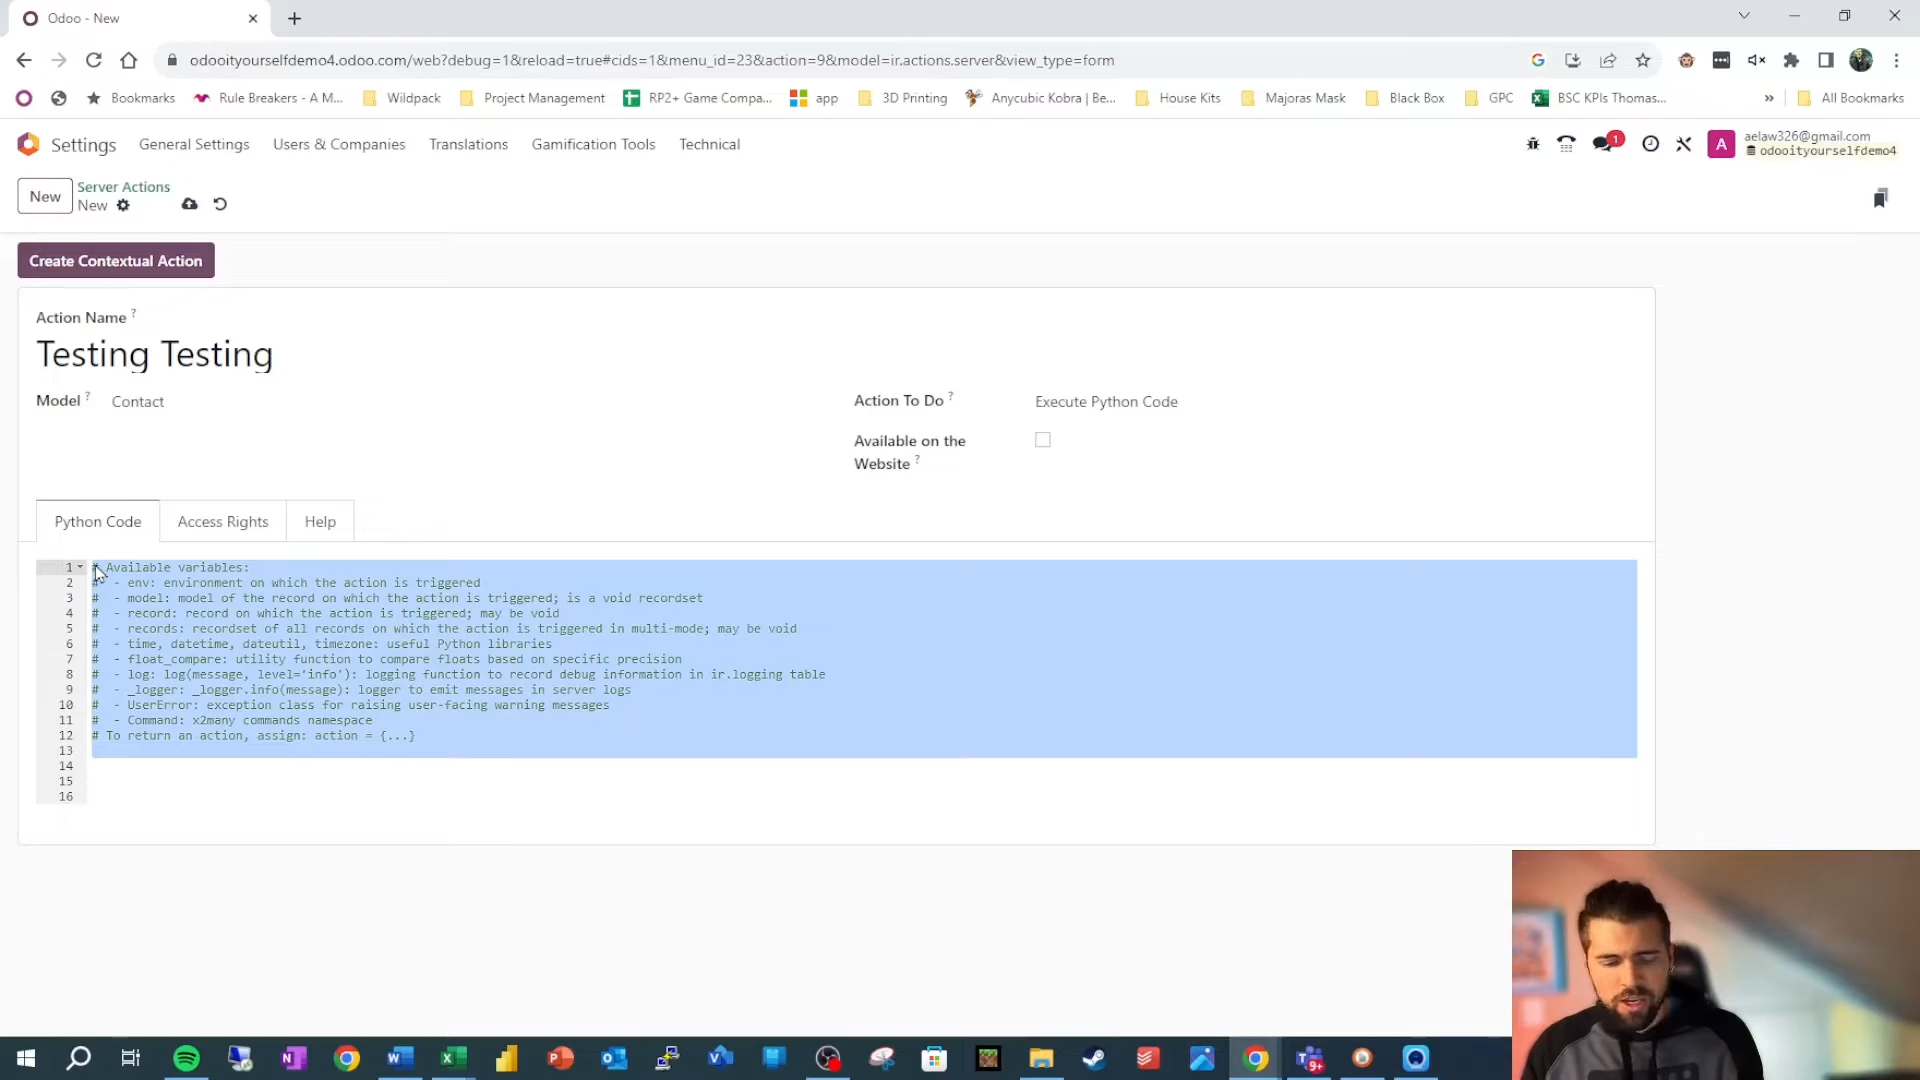 Odoo - New
odooityourselfdemo4.odoo.com/web?debug=1&reload=true#cids=1&menu_id=23&action=9&model=ir.actions.server&view_type=form
Bookmarks Rule Breakers - A M... Wildpack Project Management RP2+ Game Compa... app 3D Printing Anycubic Kobra | Be... House Kits Majoras Mask Black Box GPC BSC KPIs Thomas... » All Bookmarks
Settings General Settings Users & Companies Translations Gamification Tools Technical 1 A aelaw326@gmail.com
odooityourselfdemo4
New Server Actions
New
Create Contextual Action
Action Name ?
Testing Testing
Model ? Contact Action To Do ? Execute Python Code
Available on the
Website ?
Python Code Access Rights Help
1 # Available variables:
2 # - env: environment on which the action is triggered
3 # - model: model of the record on which the action is triggered; is a void recordset
4 # - record: record on which the action is triggered; may be void
5 # - records: recordset of all records on which the action is triggered in multi-mode; may be void
6 # - time, datetime, dateutil, timezone: useful Python libraries
7 # - float_compare: utility function to compare floats based on specific precision
8 # - log: log(message, level='info'): logging function to record debug information in ir.logging table
9 # - _logger: _logger.info(message): logger to emit messages in server logs
10 # - UserError: exception class for raising user-facing warning messages
11 # - Command: x2many commands namespace
12 # To return an action, assign: action = {...}
13
14
15
16
9+